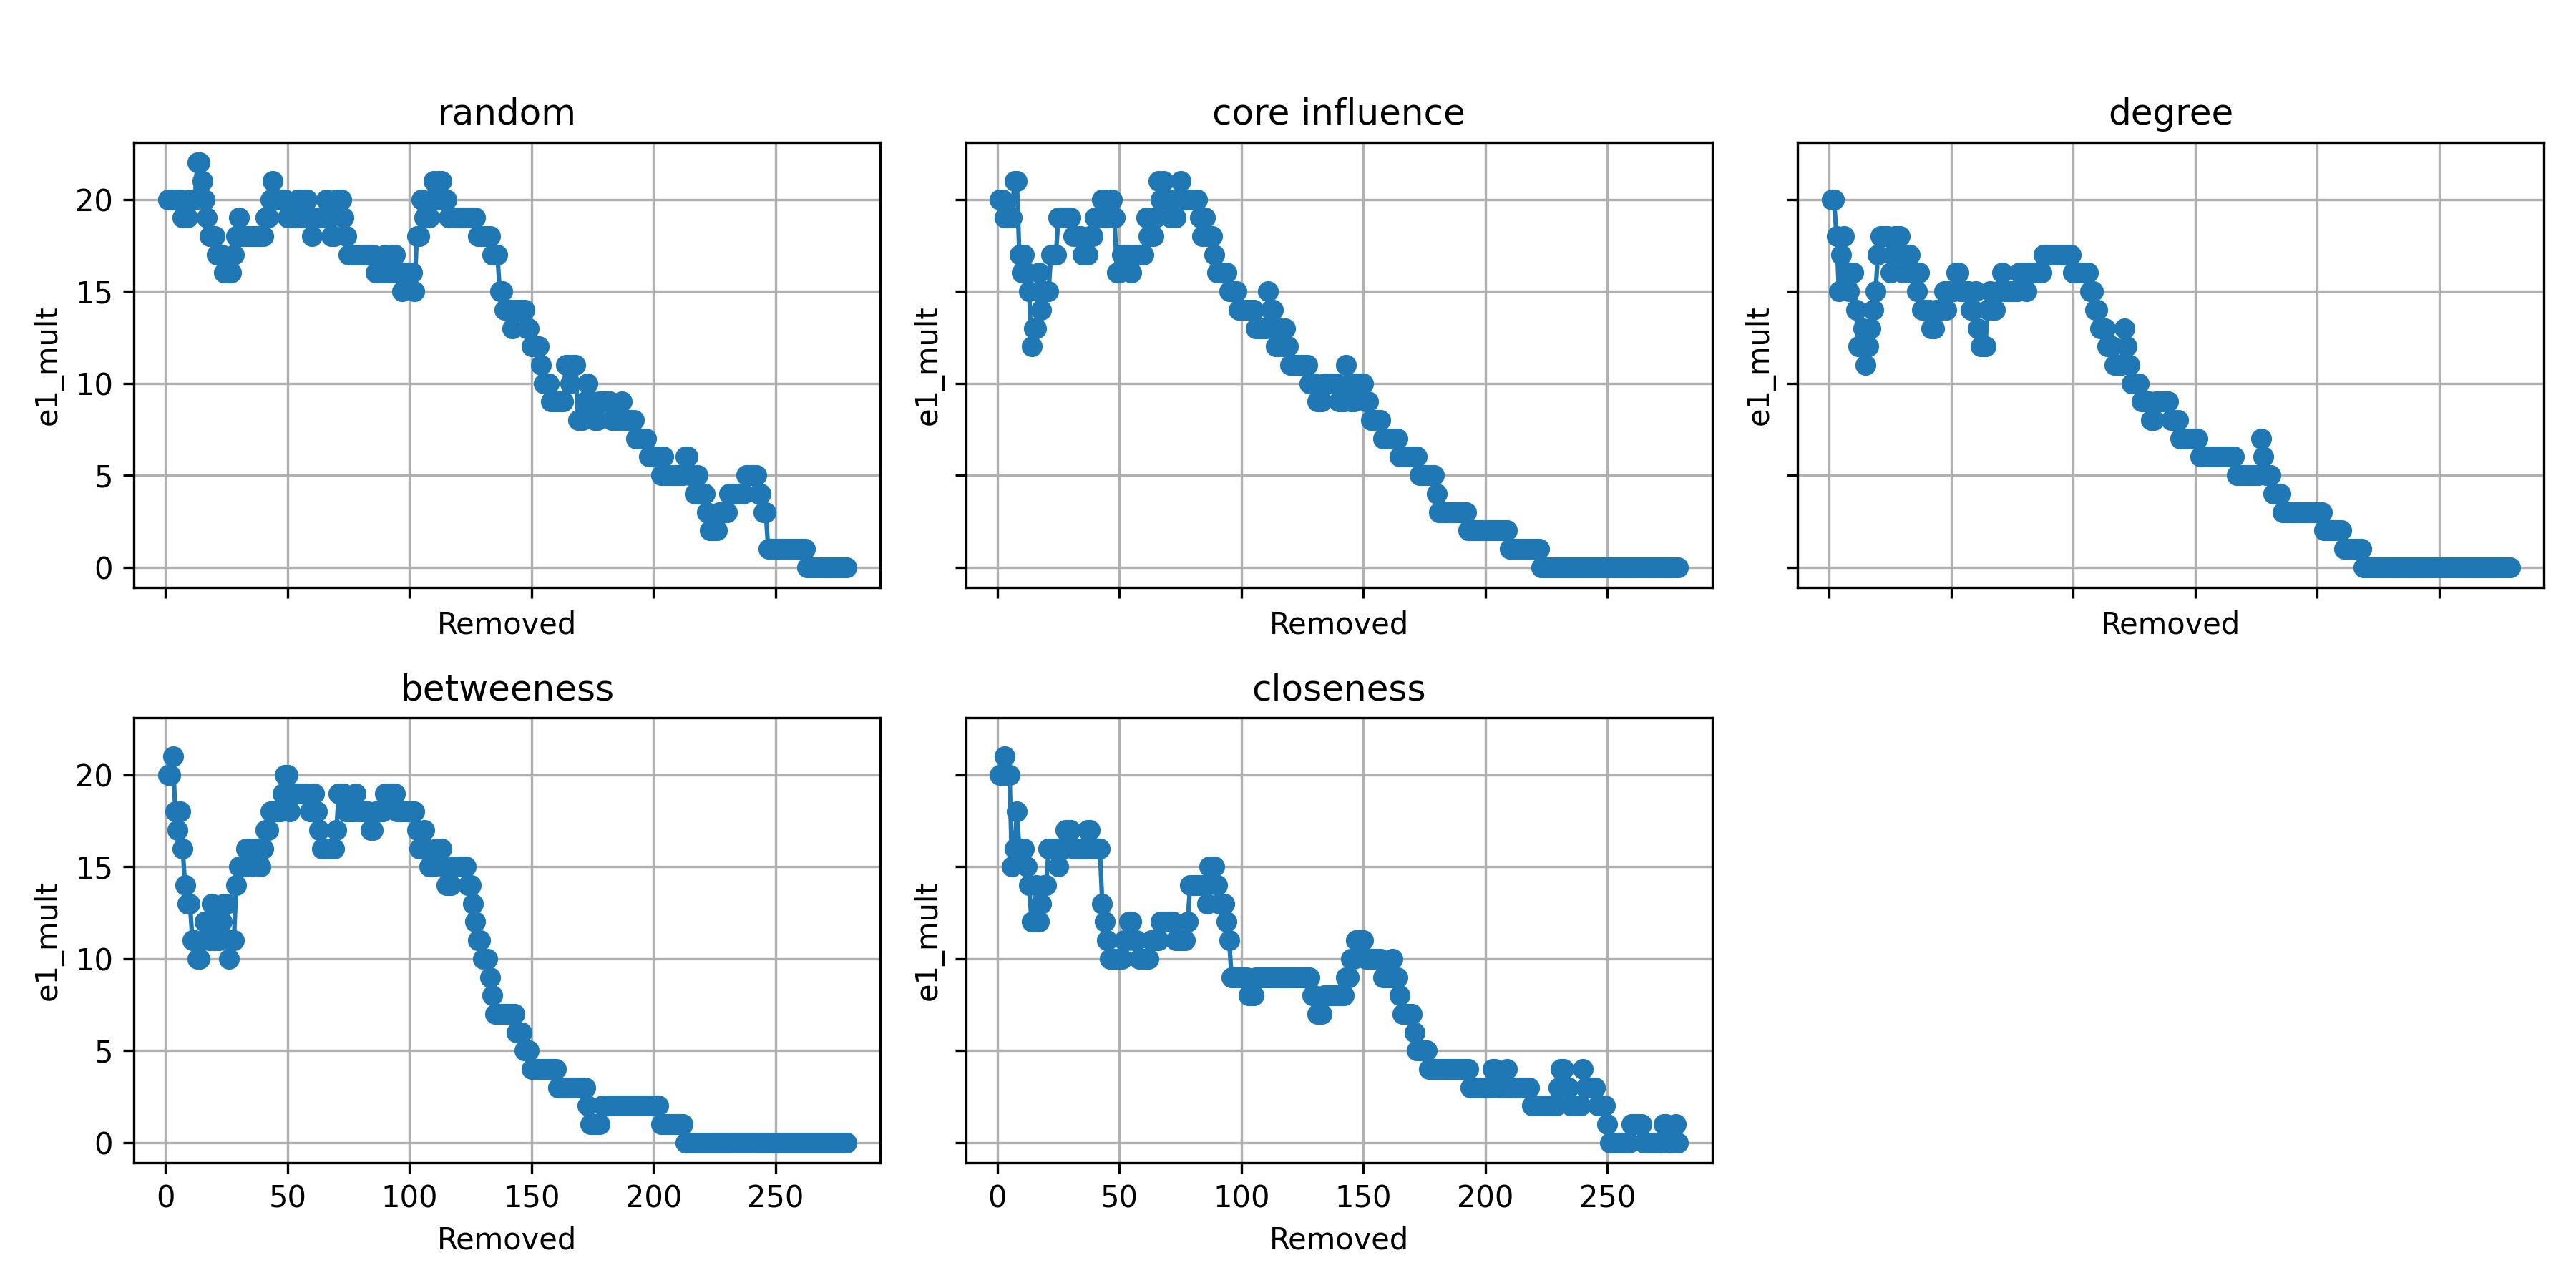 random
core influence
degree
20
15
10
5
0
e1_mult
e1_mult
e1_mult
Removed
Removed
Removed
betweeness
closeness
20
15
10
5
0
e1_mult
e1_mult
0 50 100 150 200 250
0 50 100 150 200 250
Removed
Removed